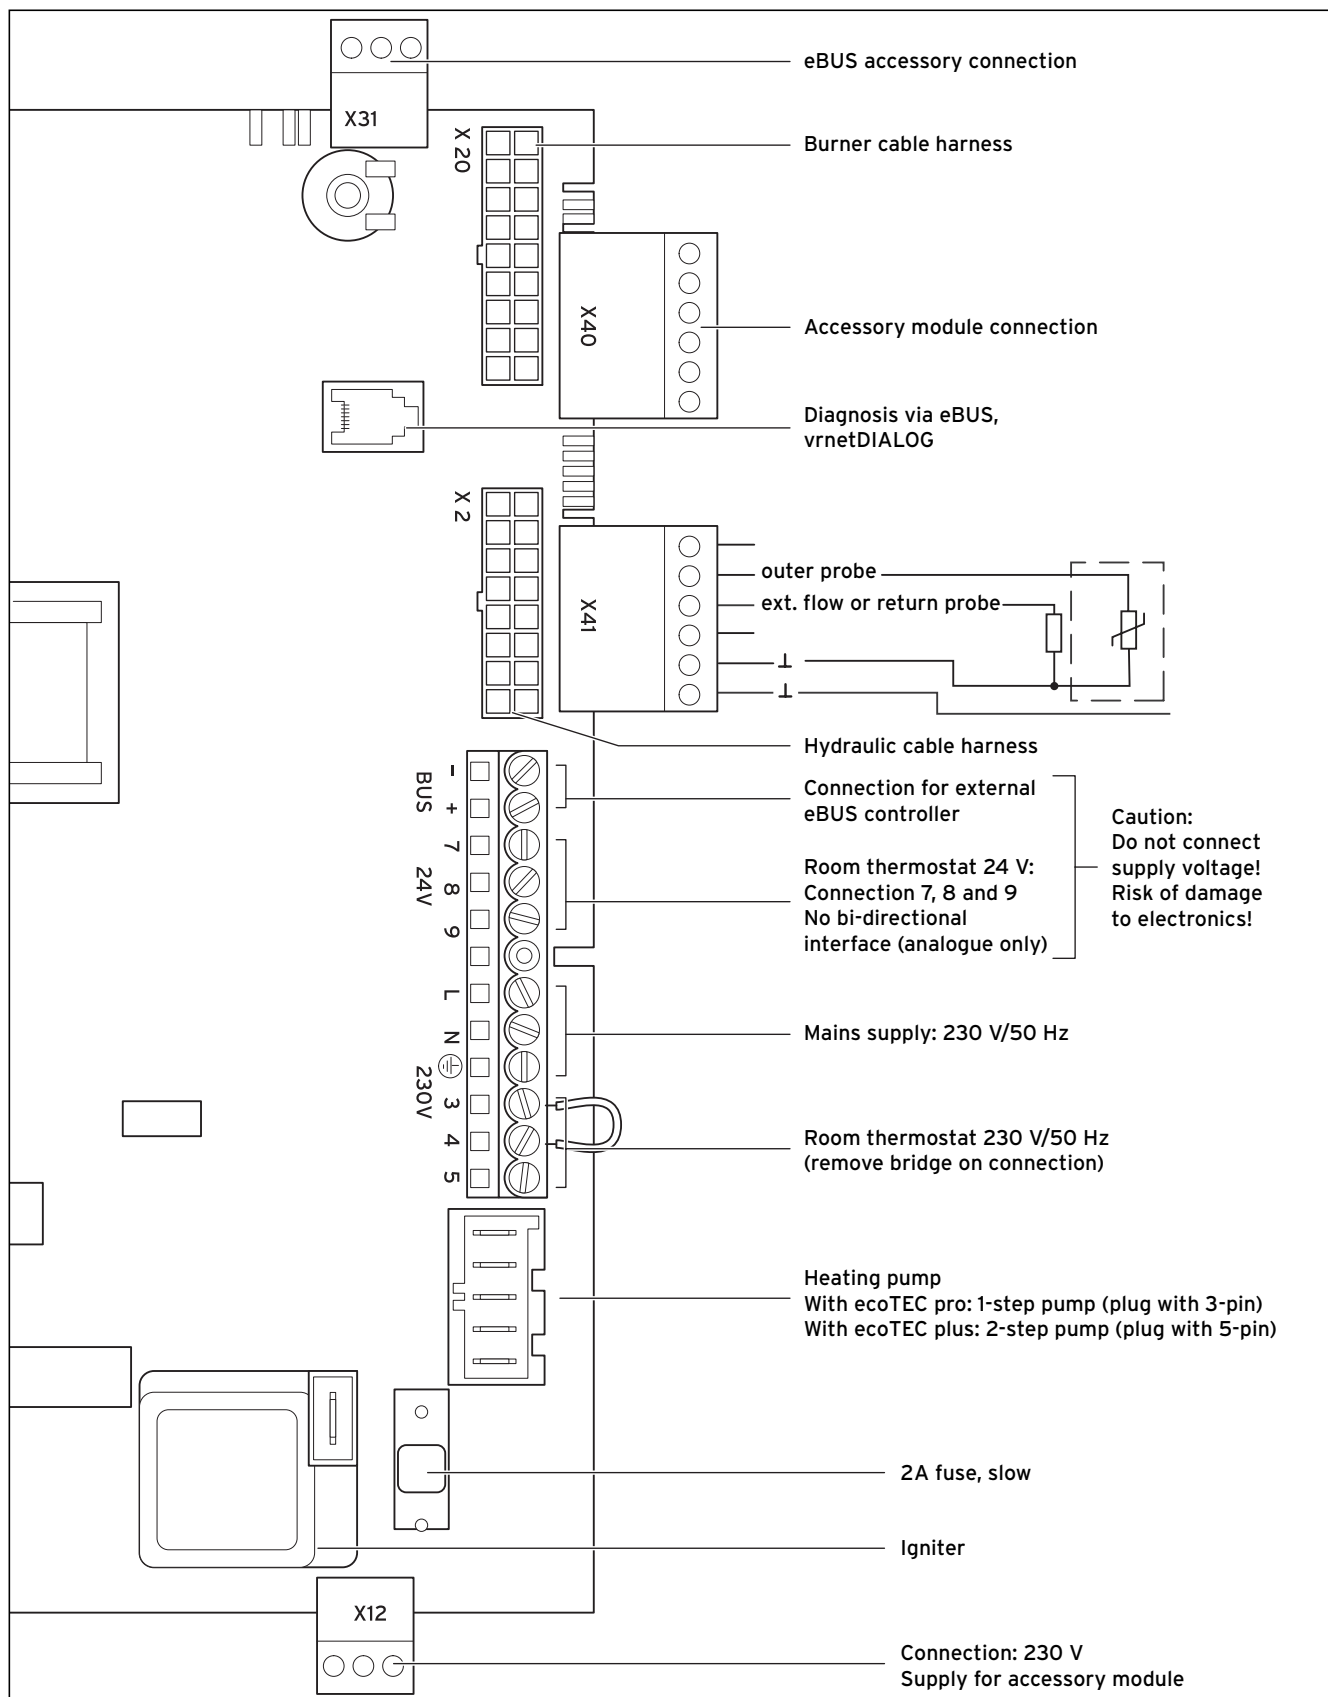 eBUS accessory connection
X31
X 20
Burner cable harness
X40
Accessory module connection
Diagnosis via eBUS,
vrnetDIALOG
X 2
X41
outer probe
ext. flow or return probe
Hydraulic cable harness
BUS
–
+
Connection for external
eBUS controller
24V
7
8
9
Room thermostat 24 V:
Connection 7, 8 and 9
No bi-directional
interface (analogue only)
Caution:
Do not connect
supply voltage!
Risk of damage
to electronics!
L
N
Mains supply: 230 V/50 Hz
230V
3
4
5
Room thermostat 230 V/50 Hz
(remove bridge on connection)
Heating pump
With ecoTEC pro: 1-step pump (plug with 3-pin)
With ecoTEC plus: 2-step pump (plug with 5-pin)
2A fuse, slow
Igniter
X12
Connection: 230 V
Supply for accessory module